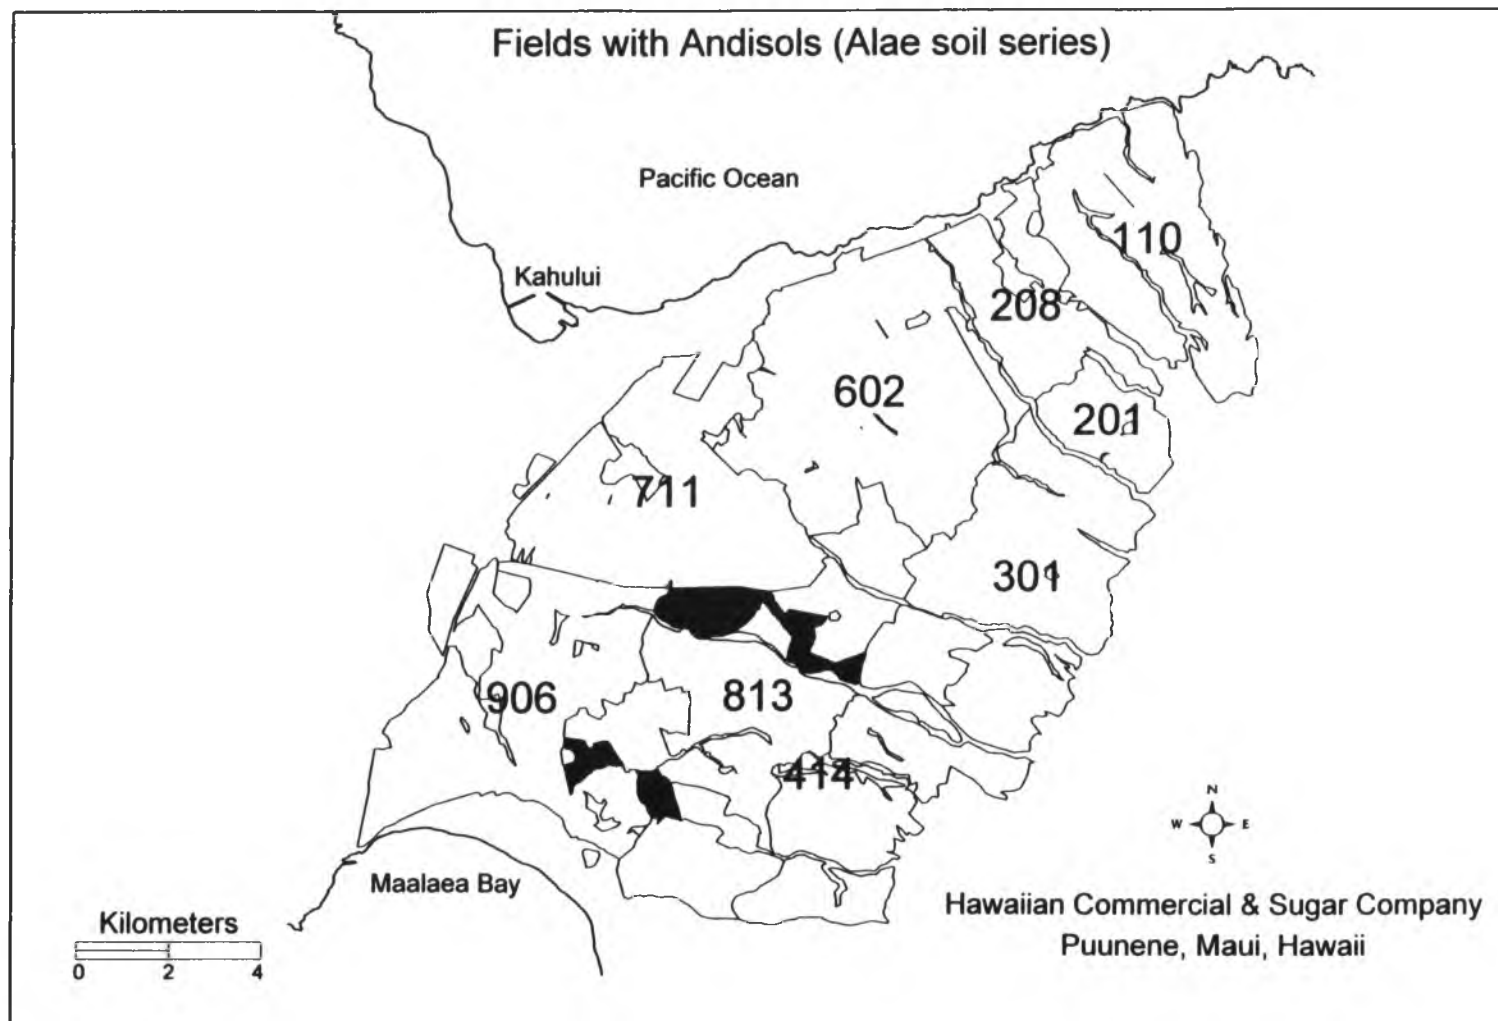 Fields with Andisols (Alae soil series)
Pacific Ocean
Kahului
110
208
602
201
711
301
906
813
414
N
W E
S
Maalaea Bay
Kilometers
0 2 4
Hawaiian Commercial & Sugar Company
Puunene, Maui, Hawaii